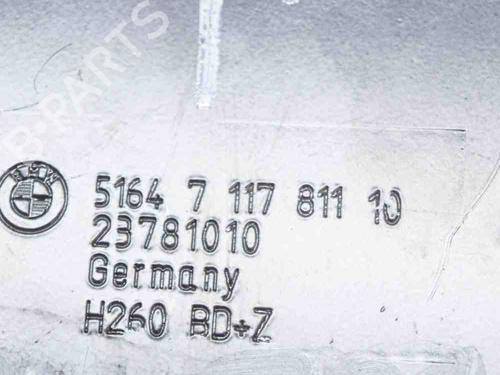 B-PARTS
BMW
5164 7 117 811 10
23781010
Germany
H260 BD+Z